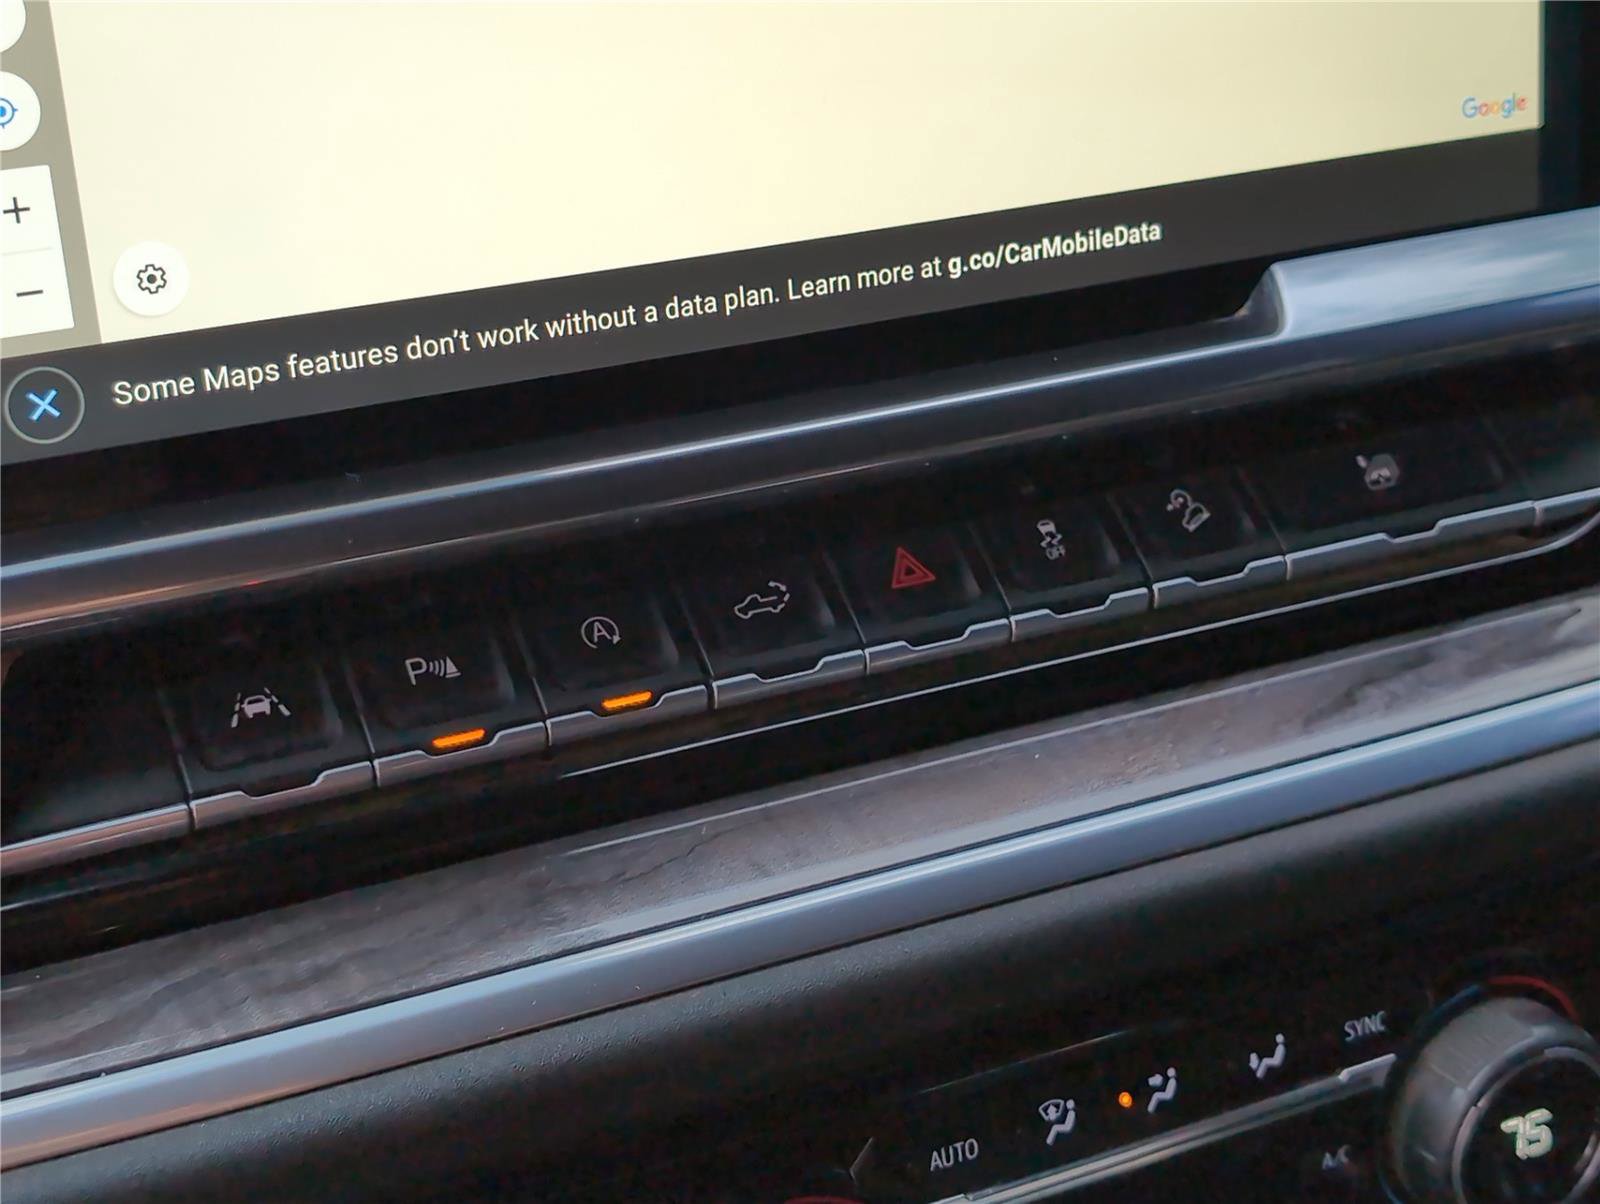 Google
Some Maps features don't work without a data plan. Learn more at g.co/CarMobileData
P
A
OFF
SYNC
AUTO
A/C
75